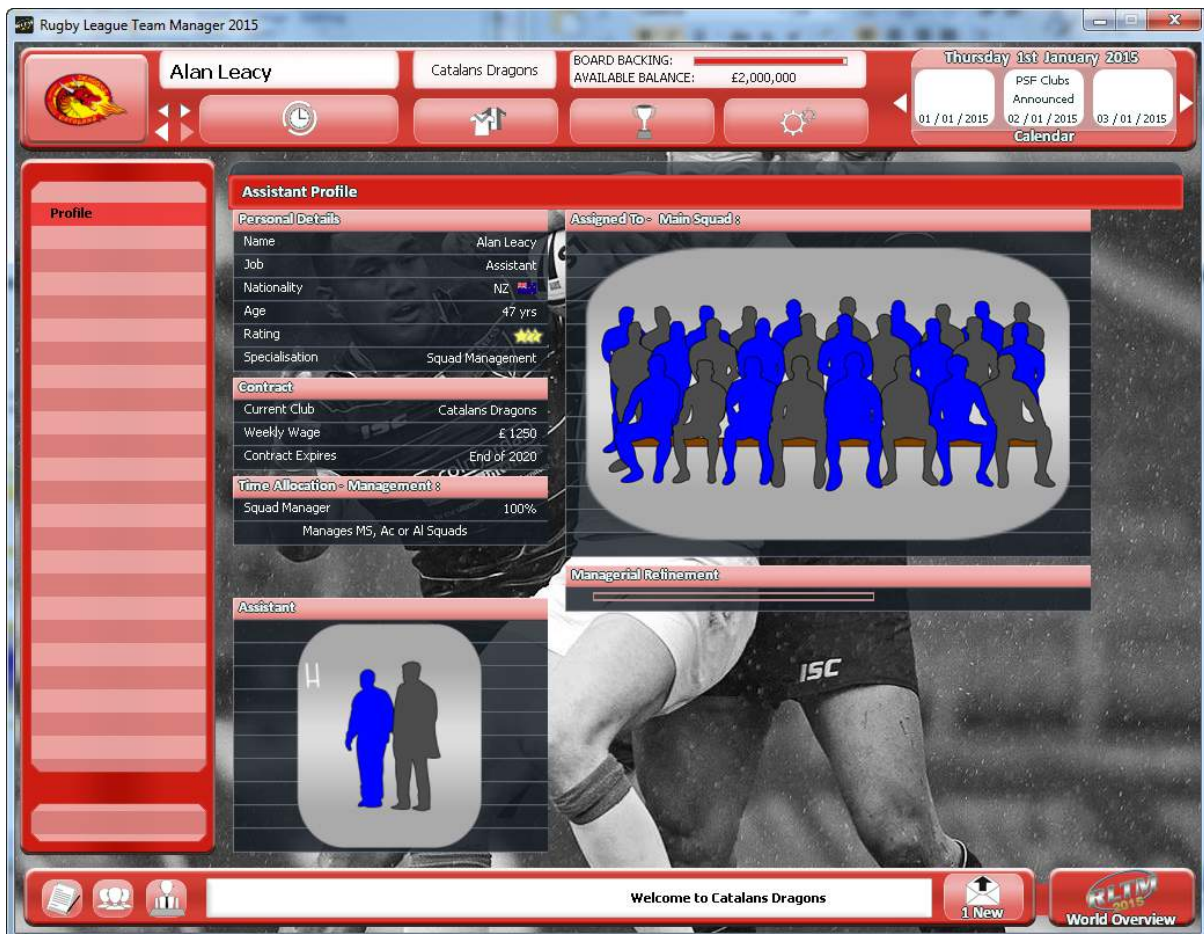 Rugby League Team Manager 2015
Alan Leacy
Catalans Dragons
BOARD BACKING:
AVAILABLE BALANCE: £2,000,000
Thursday 1st January 2015
PSF Clubs
Announced
01 / 01 / 2015 02 / 01 / 2015 03 / 01 / 2015
Calendar
Profile
Assistant Profile
Personal Details
Name Alan Leacy
Job Assistant
Nationality NZ
Age 47 yrs
Rating
Specialisation Squad Management
Contract
Current Club Catalans Dragons
Weekly Wage £ 1250
Contract Expires End of 2020
Time Allocation - Management :
Squad Manager 100%
Manages MS, Ac or Al Squads
Assistant
Assigned To - Main Squad :
Managerial Refinement
ISC
ISC
Welcome to Catalans Dragons
1 New
RLTM
2015
World Overview